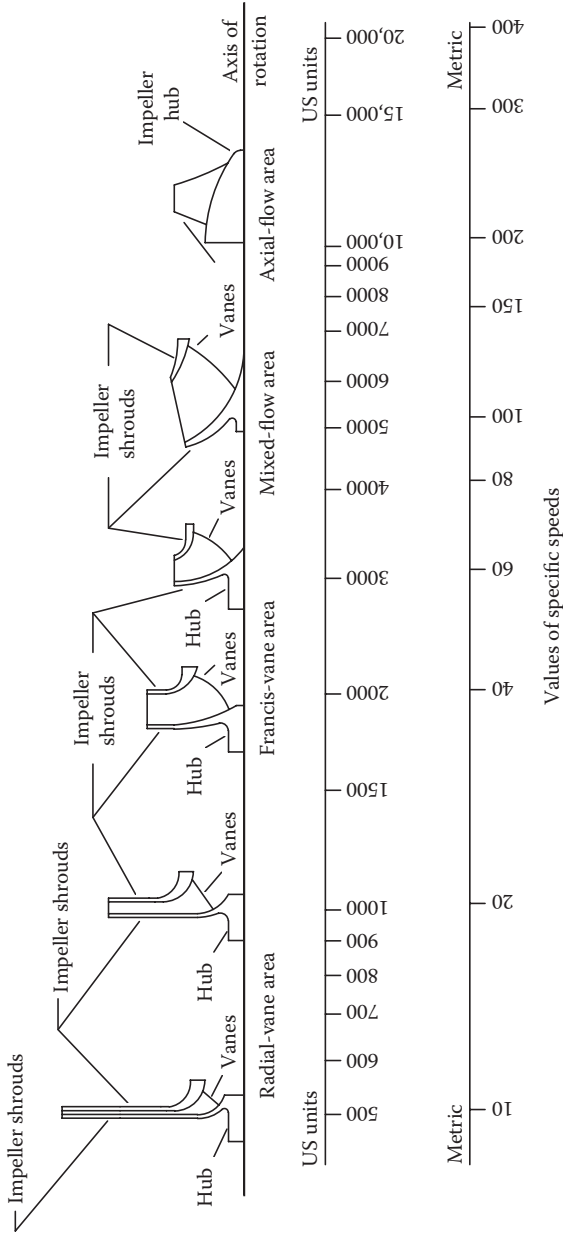 Impeller shrouds
Impeller shrouds
Impeller
shrouds
Impeller
shrouds
Impeller
hub
Hub
Vanes
Hub
Vanes
Hub
Vanes
Hub
Vanes
Vanes
Axis of
rotation
Radial-vane area
Francis-vane area
Mixed-flow area
Axial-flow area
US units
US units
500
600
700
800
900
1000
1500
2000
3000
4000
5000
6000
7000
8000
9000
10,000
15,000
20,000
Metric
Metric
10
20
40
60
80
100
150
200
300
400
Values of specific speeds